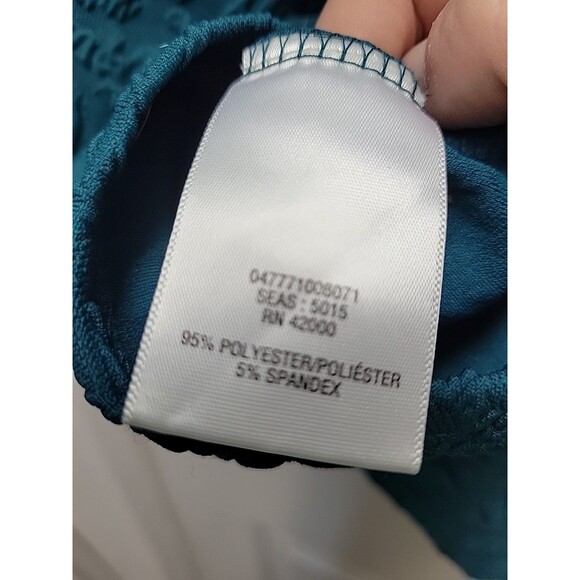 047771008071
SEAS : 5015
RN 42000
95% POLYESTER/POLIÉSTER
5% SPANDEX